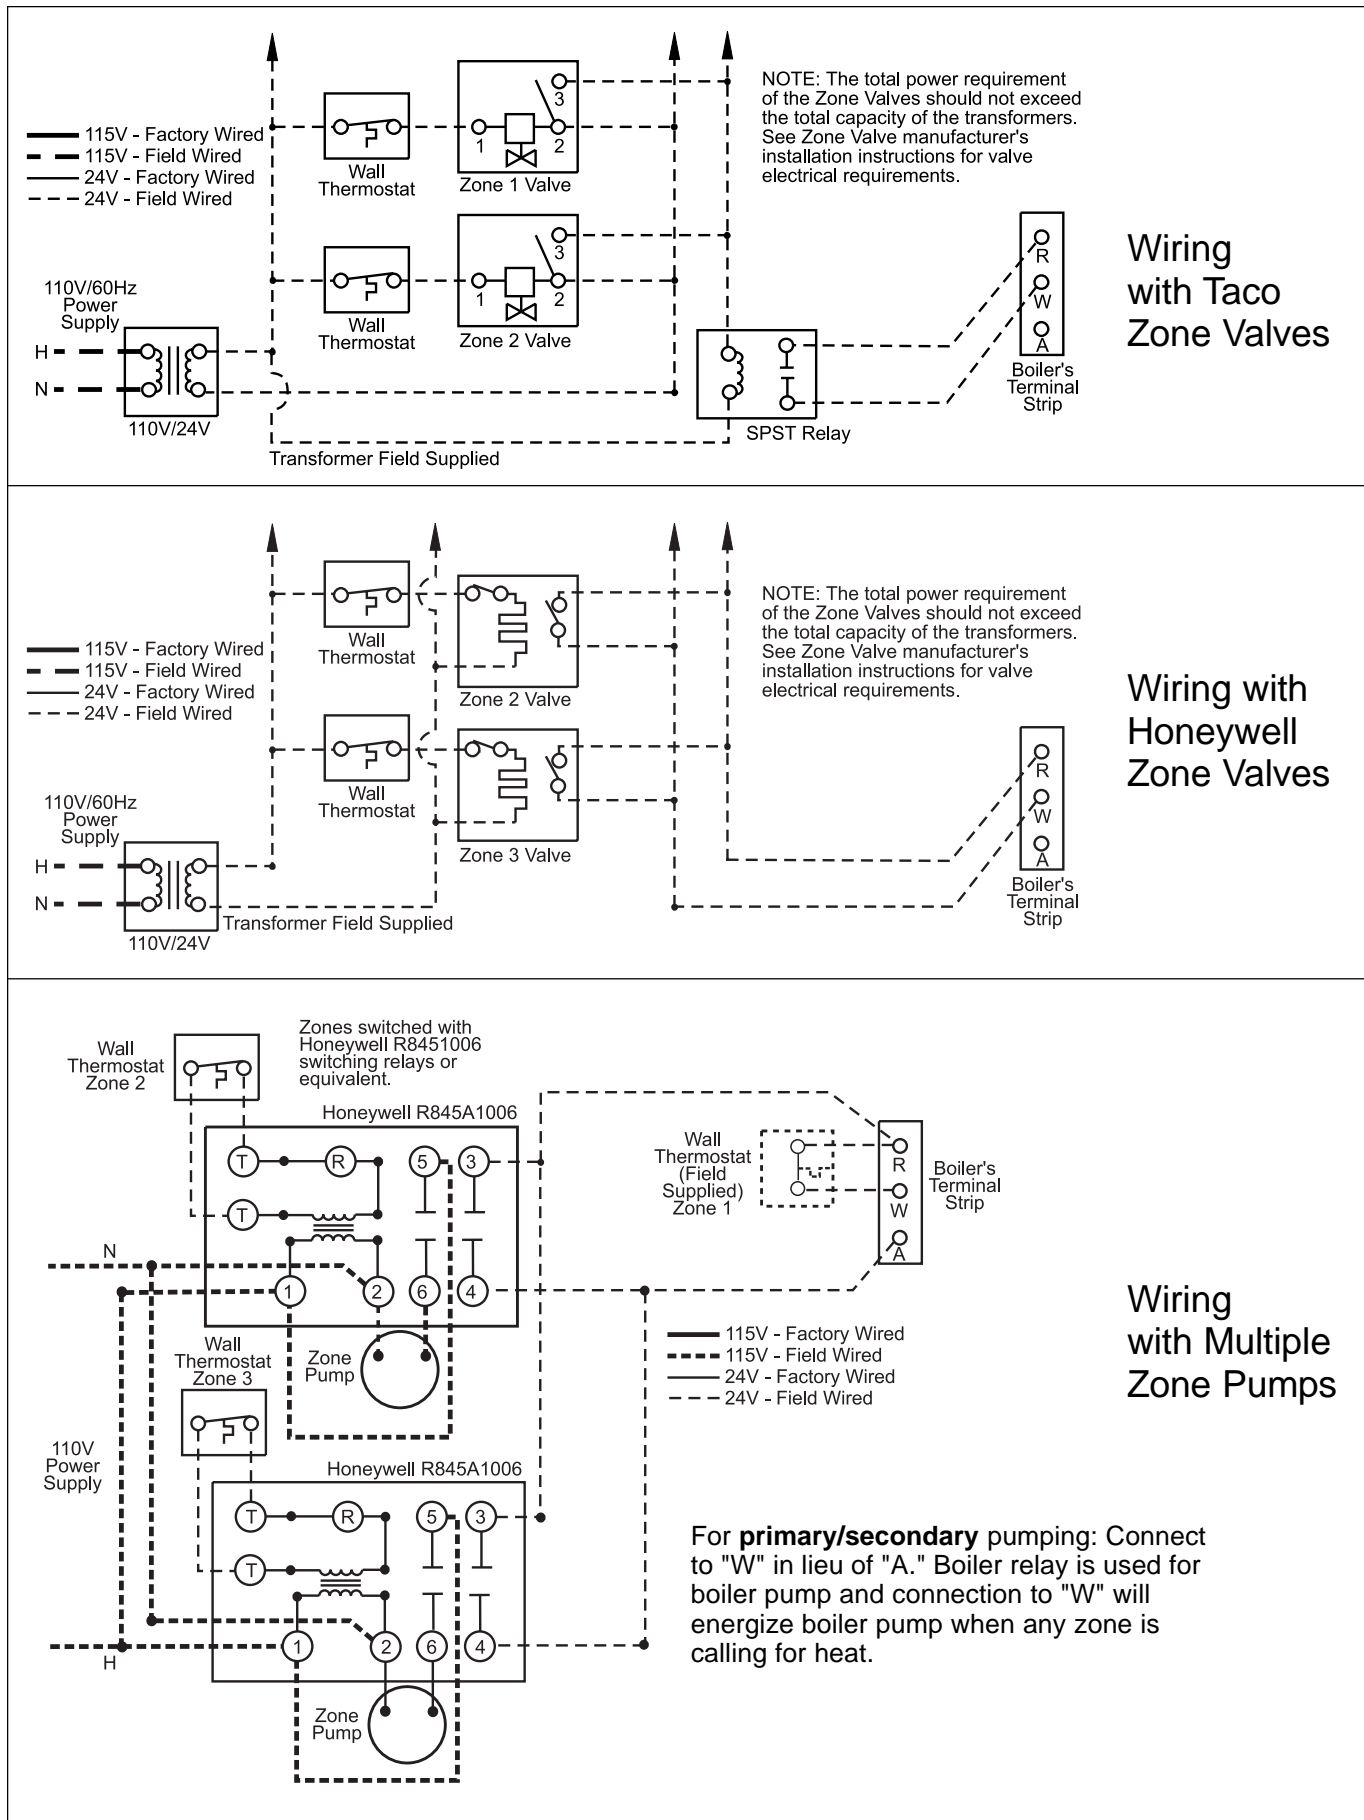 NOTE: The total power requirement
of the Zone Valves should not exceed
the total capacity of the transformers.
See Zone Valve manufacturer's
installation instructions for valve
electrical requirements.
115V - Factory Wired
115V - Field Wired
24V - Factory Wired
24V - Field Wired
Wall
Thermostat
3
1
2
Zone 1 Valve
Wall
Thermostat
3
1
2
Zone 2 Valve
110V/60Hz
Power
Supply
H
N
110V/24V
Transformer Field Supplied
SPST Relay
R
W
A
Boiler's
Terminal
Strip
Wiring
with Taco
Zone Valves
NOTE: The total power requirement
of the Zone Valves should not exceed
the total capacity of the transformers.
See Zone Valve manufacturer's
installation instructions for valve
electrical requirements.
115V - Factory Wired
115V - Field Wired
24V - Factory Wired
24V - Field Wired
Wall
Thermostat
Zone 2 Valve
Wall
Thermostat
Zone 3 Valve
110V/60Hz
Power
Supply
H
N
110V/24V
Transformer Field Supplied
R
W
A
Boiler's
Terminal
Strip
Wiring with
Honeywell
Zone Valves
Wall
Thermostat
Zone 2
Zones switched with
Honeywell R8451006
switching relays or
equivalent.
Honeywell R845A1006
T
R
5
3
T
1
2
6
4
N
Zone
Pump
Wall
Thermostat
(Field
Supplied)
Zone 1
R
W
A
Boiler's
Terminal
Strip
115V - Factory Wired
115V - Field Wired
24V - Factory Wired
24V - Field Wired
Wiring
with Multiple
Zone Pumps
Wall
Thermostat
Zone 3
110V
Power
Supply
Honeywell R845A1006
T
R
5
3
T
1
2
6
4
H
Zone
Pump
For primary/secondary pumping: Connect
to "W" in lieu of "A." Boiler relay is used for
boiler pump and connection to "W" will
energize boiler pump when any zone is
calling for heat.